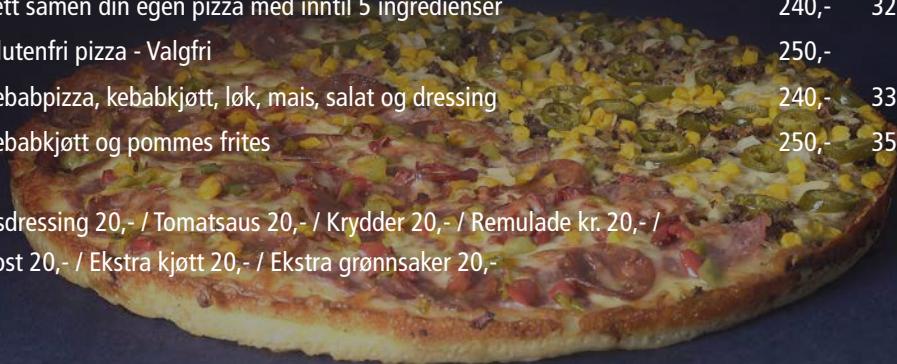 ett samen din egen pizza med inntil 5 ingredienser 240,- 32
lutenfri pizza - Valgfri 250,-
ebabpizza, kebabkjøtt, løk, mais, salat og dressing 240,- 33
ebabkjøtt og pommes frites 250,- 35
sdressing 20,- / Tomatsaus 20,- / Krydder 20,- / Remulade kr. 20,- /
ost 20,- / Ekstra kjøtt 20,- / Ekstra grønnsaker 20,-